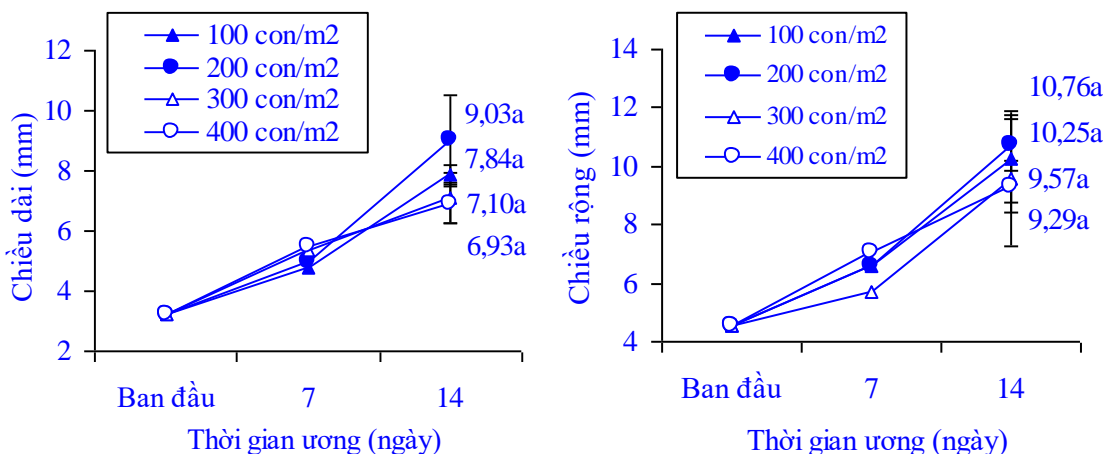 100 con/m2
200 con/m2
300 con/m2
400 con/m2
12
10
8
6
4
2
Chiều dài (mm)
9,03a
7,84a
7,10a
6,93a
Ban đầu
7
14
Thời gian ương (ngày)
100 con/m2
200 con/m2
300 con/m2
400 con/m2
14
12
10
8
6
4
Chiều rộng (mm)
10,76a
10,25a
9,57a
9,29a
Ban đầu
7
14
Thời gian ương (ngày)